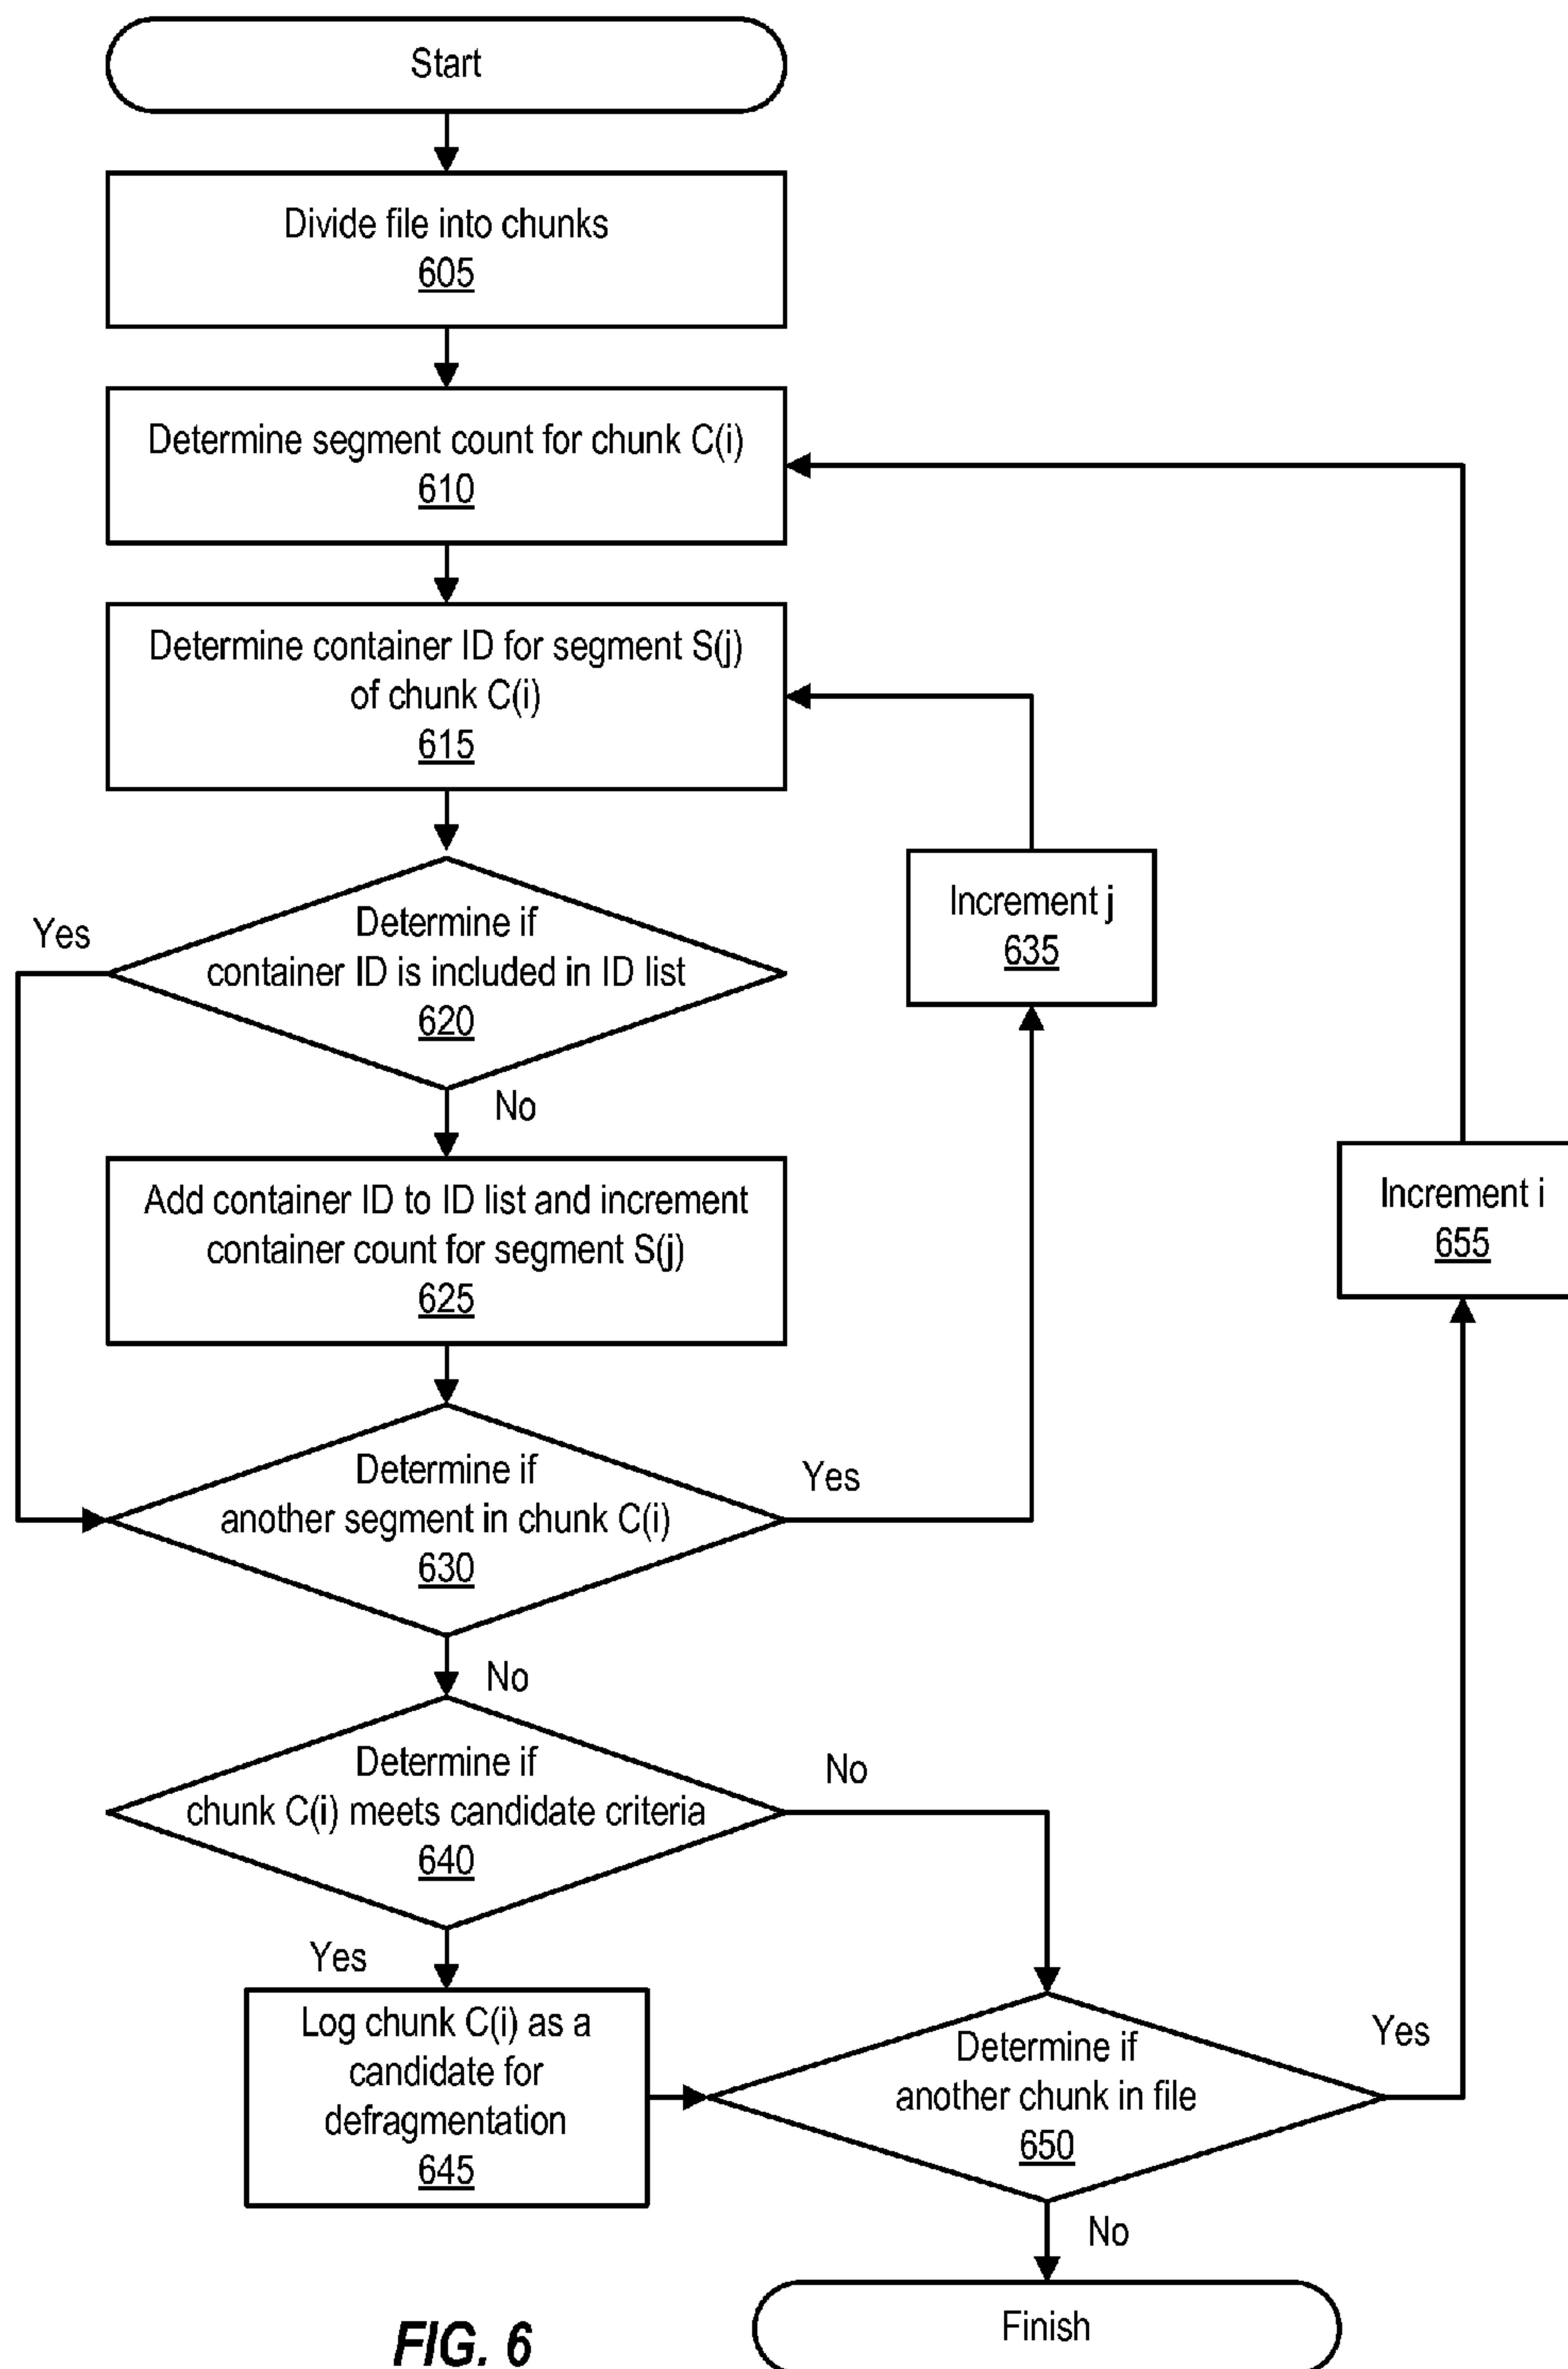 Start
Divide file into chunks
605
Determine segment count for chunk C(i)
610
Determine container ID for segment S(j)
of chunk C(i)
615
Increment j
635
Yes
Determine if
container ID is included in ID list
620
No
Add container ID to ID list and increment
container count for segment S(j)
625
Increment i
655
Determine if
another segment in chunk C(i)
630
Yes
No
Determine if
chunk C(i) meets candidate criteria
640
No
Yes
Log chunk C(i) as a
candidate for
defragmentation
645
Determine if
another chunk in file
650
Yes
No
Finish
FIG. 6